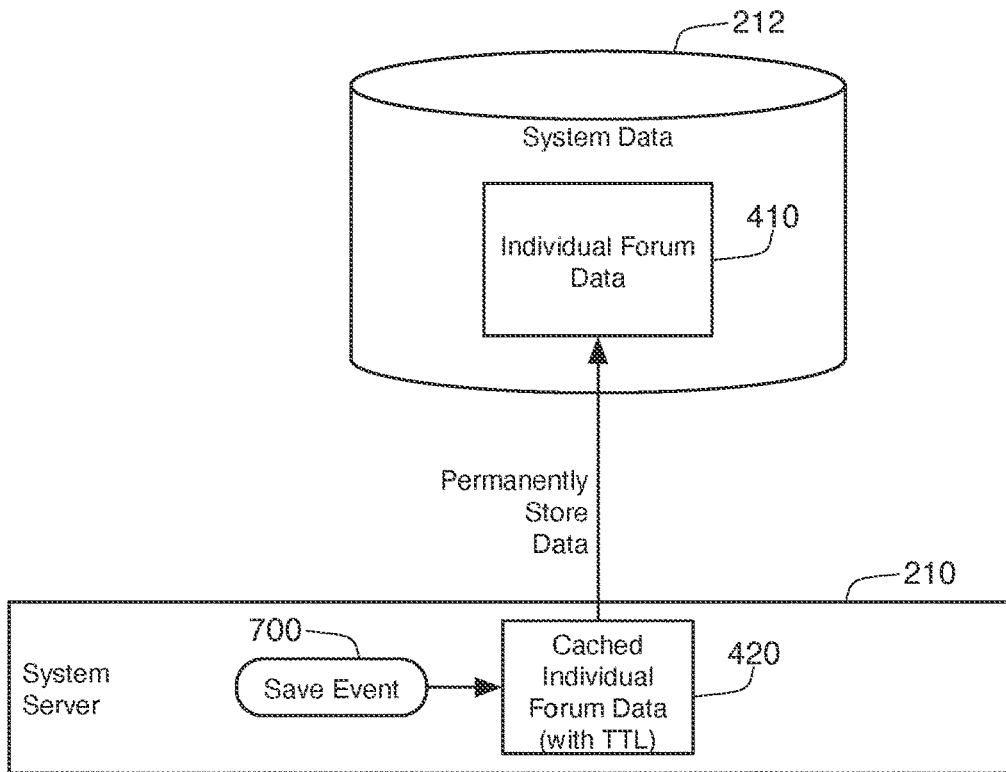 212
System Data
410
Individual Forum
Data
Permanently
Store
Data
210
700
Cached
420
System
Server
Save Event
Individual
Forum Data
(with TTL)